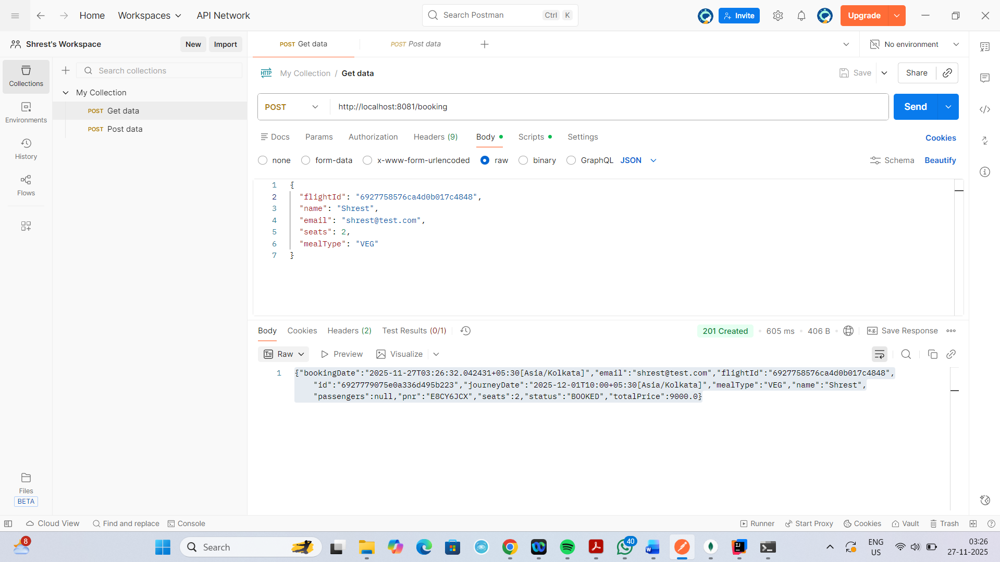 Home
Workspaces
API Network
Search Postman
Ctrl
K
Invite
Upgrade
Shrest's Workspace
New
Import
POST Get data
POST Post data
No environment
Collections
Search collections
My Collection / Get data
Save
Share
My Collection
POST Get data
POST Post data
Environments
History
Flows
Files
BETA
HTTP
POST
http://localhost:8081/booking
Send
Docs
Params
Authorization
Headers (9)
Body
Scripts
Settings
Cookies
none
form-data
x-www-form-urlencoded
raw
binary
GraphQL
JSON
Schema
Beautify
1 {
2 "flightId": "6927758576ca4d0b017c4848",
3 "name": "Shrest",
4 "email": "shrest@test.com",
5 "seats": 2,
6 "mealType": "VEG"
7 }
Body
Cookies
Headers (2)
Test Results (0/1)
201 Created
605 ms
406 B
e.g.
Save Response
Raw
Preview
Visualize
1 {"bookingDate":"2025-11-27T03:26:32.042431+05:30[Asia/Kolkata]","email":"shrest@test.com","flightId":"6927758576ca4d0b017c4848",
"id":"6927779075e0a336d495b223","journeyDate":"2025-12-01T10:00+05:30[Asia/Kolkata]","mealType":"VEG","name":"Shrest",
"passengers":null,"pnr":"E8CY6JCX","seats":2,"status":"BOOKED","totalPrice":9000.0}
Cloud View
Find and replace
Console
Runner
Start Proxy
Cookies
Vault
Trash
8
Search
40
W
IJ
ENG
US
03:26
27-11-2025